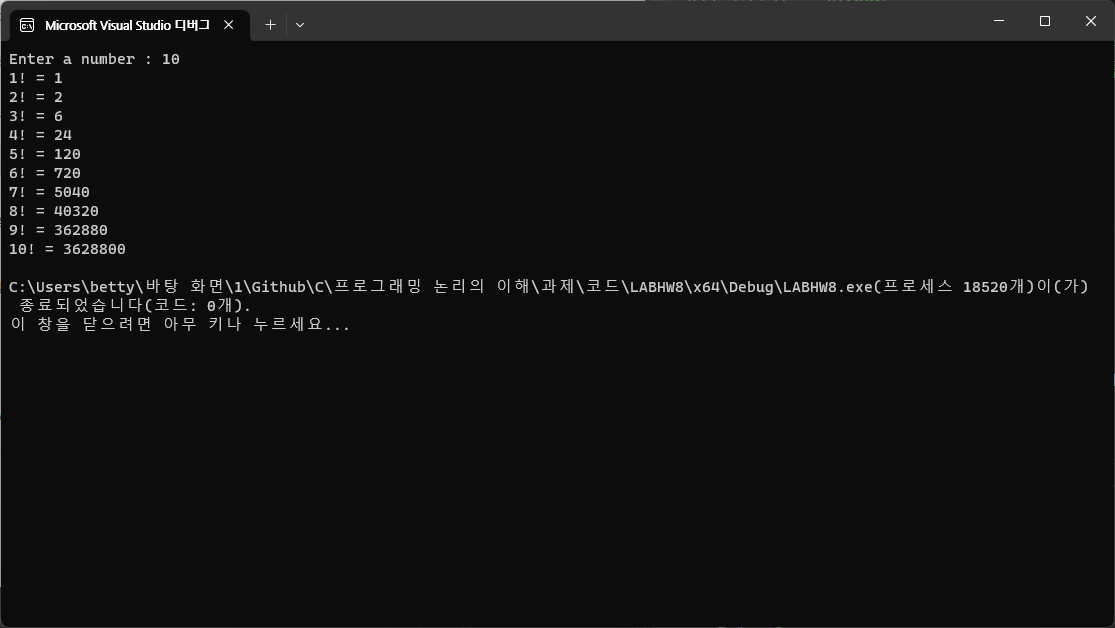 Microsoft Visual Studio 디버그
Enter a number : 10
1! = 1
2! = 2
3! = 6
4! = 24
5! = 120
6! = 720
7! = 5040
8! = 40320
9! = 362880
10! = 3628800
C:\Users\betty\바탕 화면\1\Github\C\프로그래밍 논리의 이해\과제\코드\LABHW8\x64\Debug\LABHW8.exe(프로세스 18520개)이(가)
종료되었습니다(코드: 0개).
이 창을 닫으려면 아무 키나 누르세요...